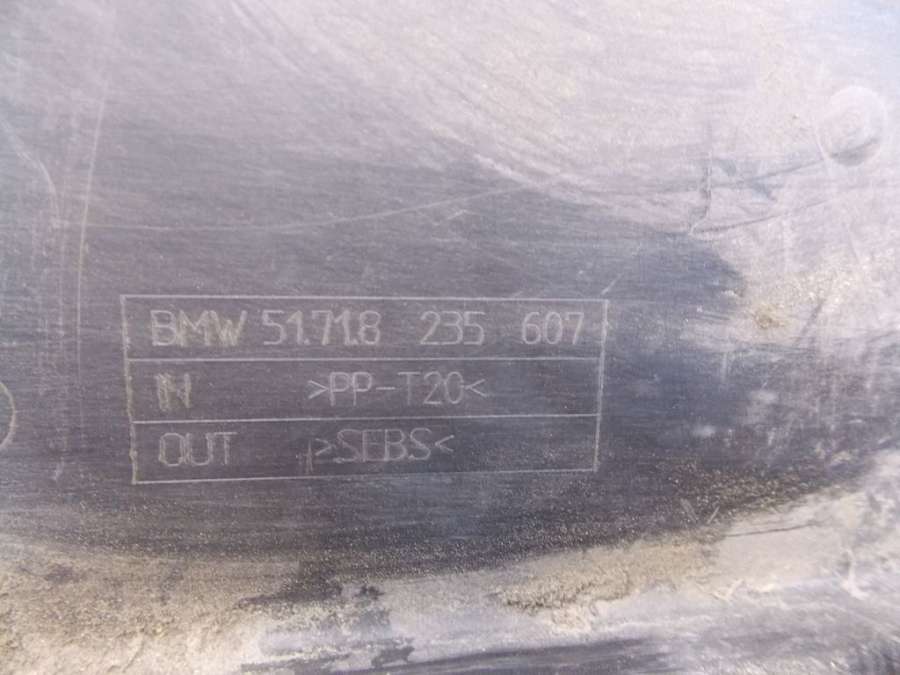 BMW 51.71.8 235 607
IN >PP-T20<
OUT >SEBS<